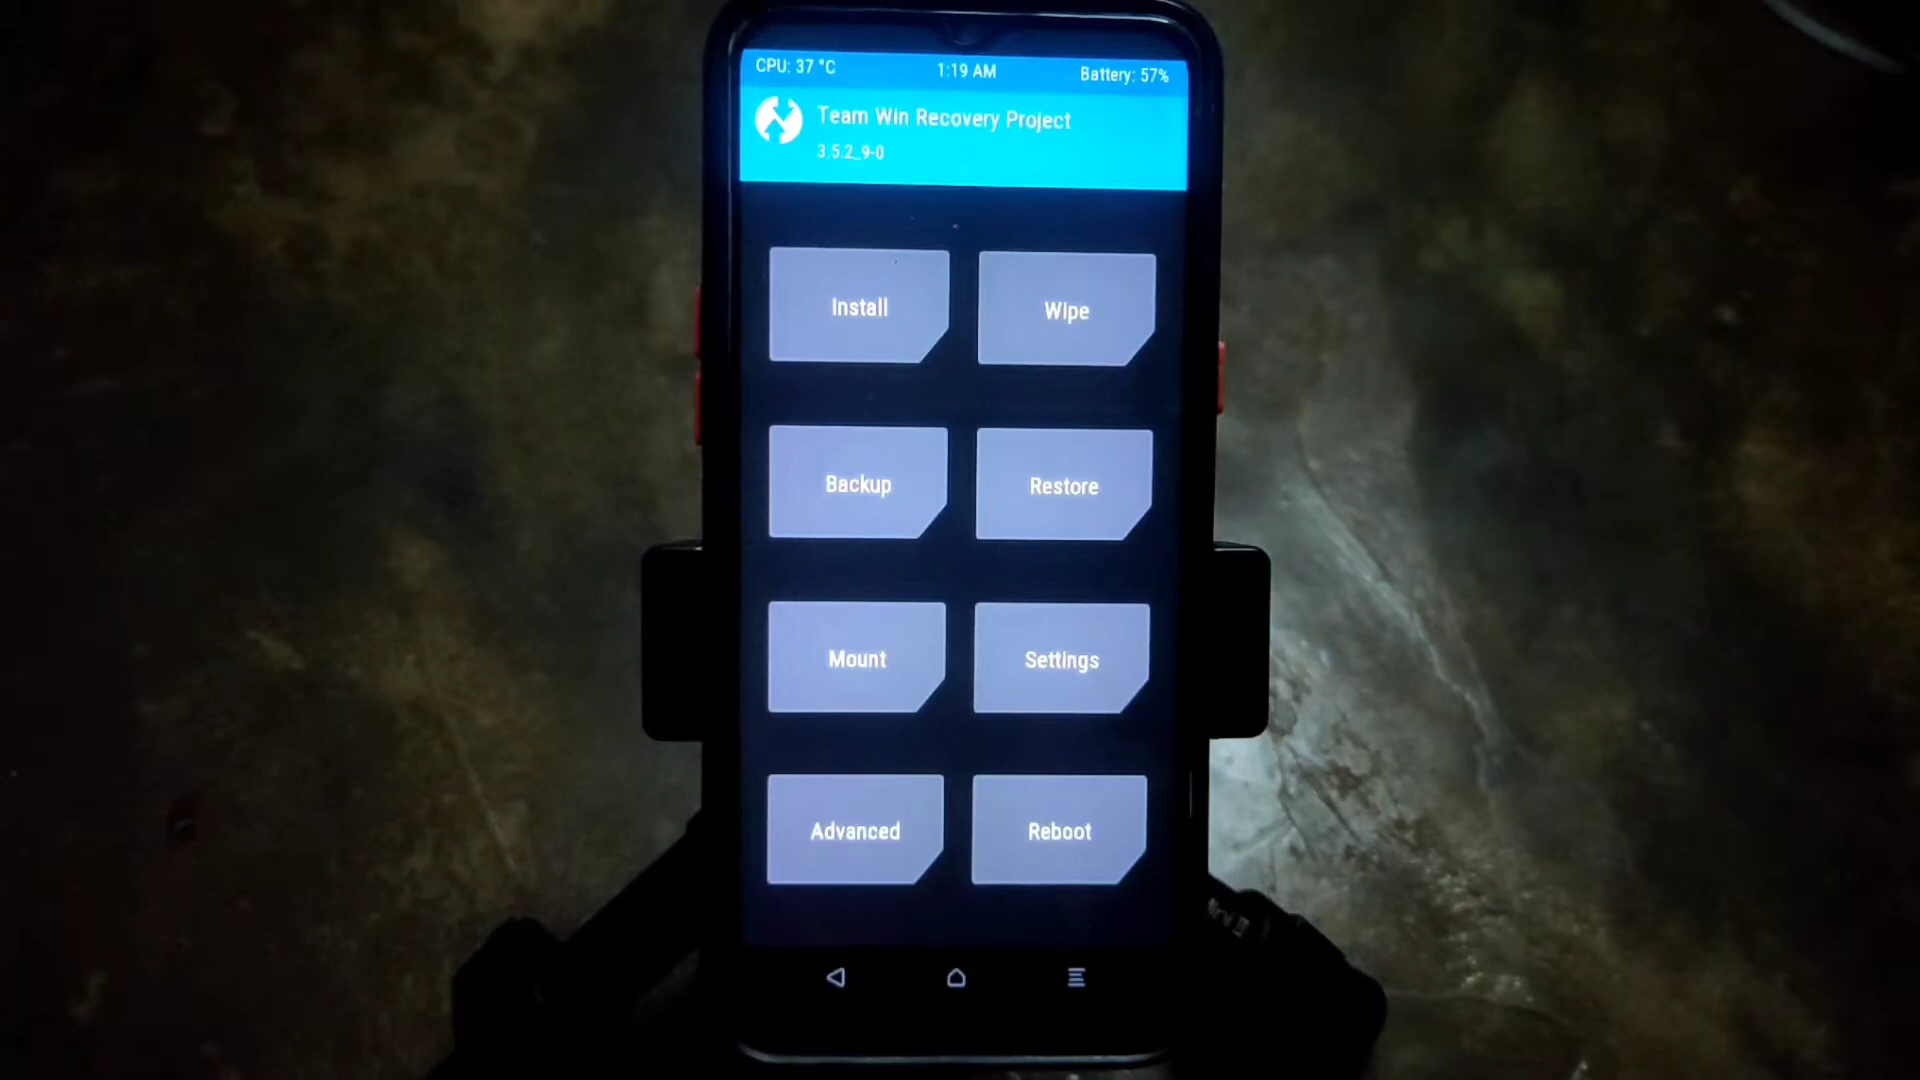 CPU: 37 °C 1:19 AM Battery: 57%
Team Win Recovery Project
3.5.2_9-0
Install Wipe
Backup Restore
Mount Settings
Advanced Reboot